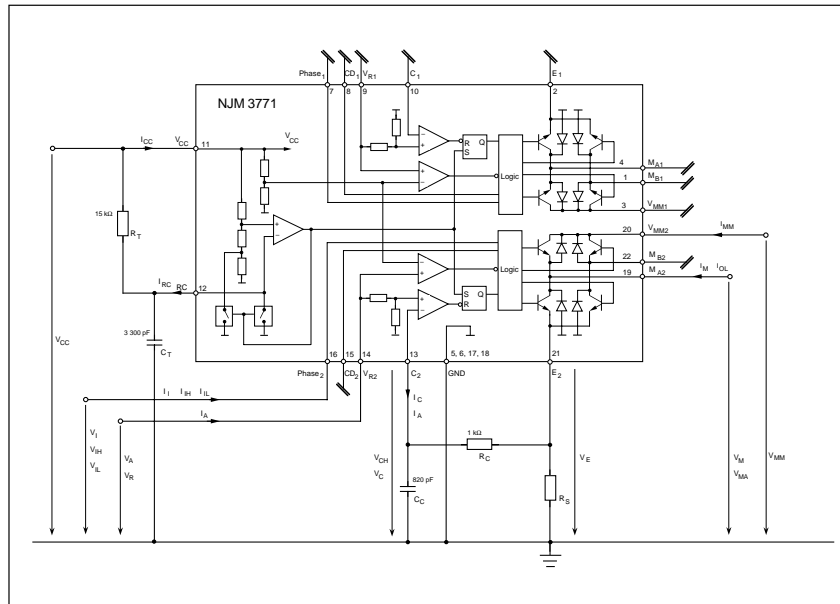 Phase1 CD1 VR1 C1 E1
7 8 9 10 2
NJM 3771
ICC VCC 11 VCC
R Q
S
Logic
4 MA1
1 MB1
3 VMM1
15 kΩ
RT
+
–
20 VMM2 IMM
22 MB2
19 MA2 IM IOL
Logic
S Q
R
IRC RC 12
VCC
3 300 pF
CT
16 15 14 13 5, 6, 17, 18 21
Phase2 CD2 VR2 C2 GND E2
II IIH IIL
IA
IC
IA
1 kΩ
RC
VI
VIH
VIL
VA
VR
VCH
VC
820 pF
CC
RS
VE
VM
VMA
VMM